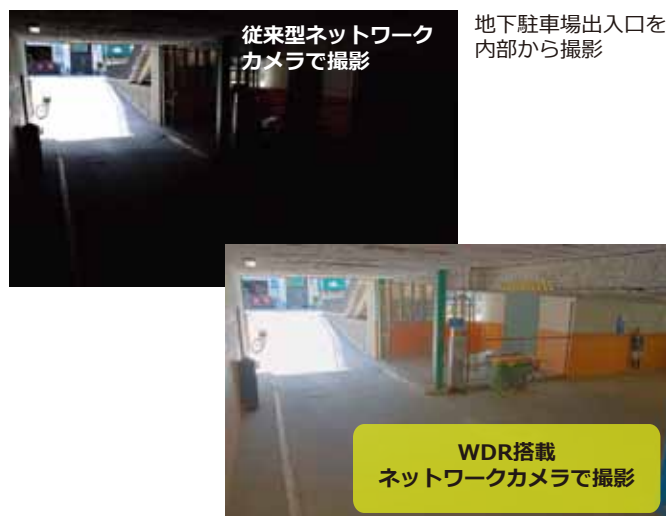 従来型ネットワーク
カメラで撮影
地下駐車場出入口を
内部から撮影
WDR搭載
ネットワークカメラで撮影